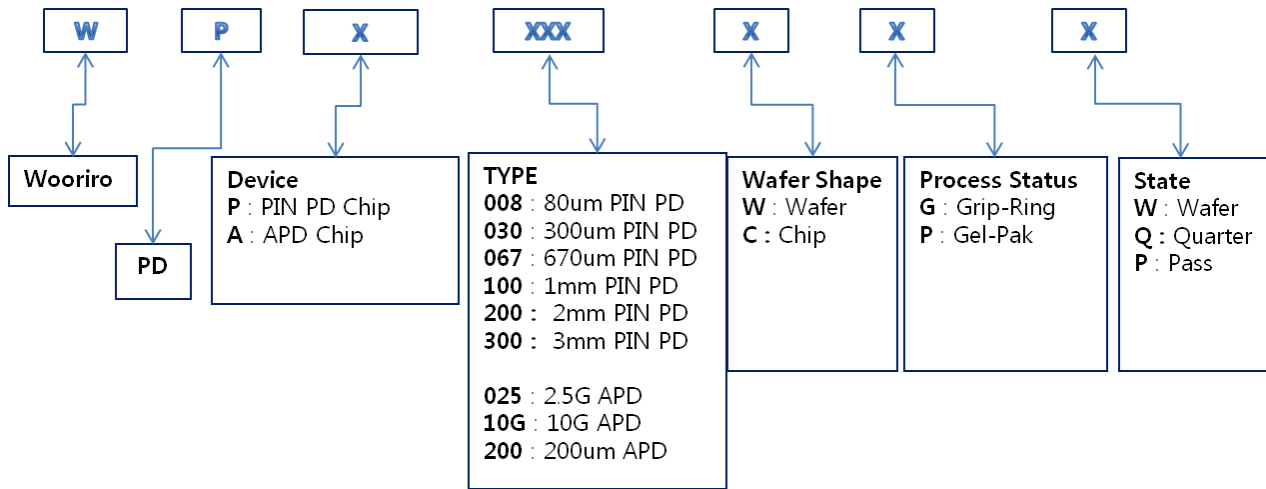 W P X XXX X X X
Wooriro
PD
Device
P : PIN PD Chip
A : APD Chip
TYPE
008 : 80um PIN PD
030 : 300um PIN PD
067 : 670um PIN PD
100 : 1mm PIN PD
200 : 2mm PIN PD
300 : 3mm PIN PD
025 : 2.5G APD
10G : 10G APD
200 : 200um APD
Wafer Shape
W : Wafer
C : Chip
Process Status
G : Grip-Ring
P : Gel-Pak
State
W : Wafer
Q : Quarter
P : Pass